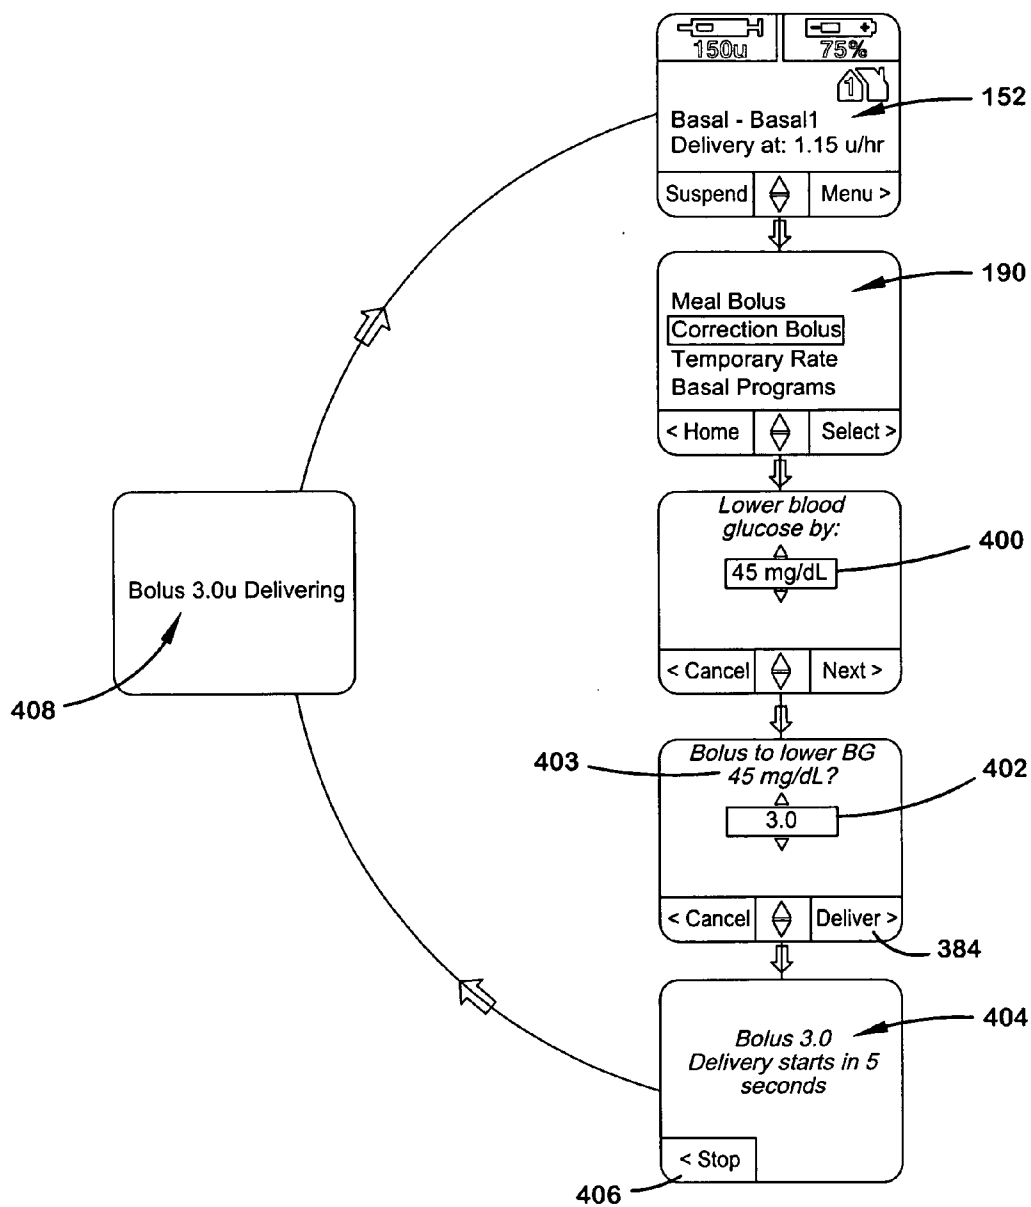 150u
75%
1
152
Basal - Basal1
Delivery at: 1.15 u/hr
Suspend
Menu >
190
Meal Bolus
Correction Bolus
Temporary Rate
Basal Programs
< Home
Select >
Lower blood
glucose by:
400
45 mg/dL
< Cancel
Next >
Bolus 3.0u Delivering
408
403
Bolus to lower BG
45 mg/dL?
402
3.0
< Cancel
Deliver >
384
404
Bolus 3.0
Delivery starts in 5
seconds
< Stop
406